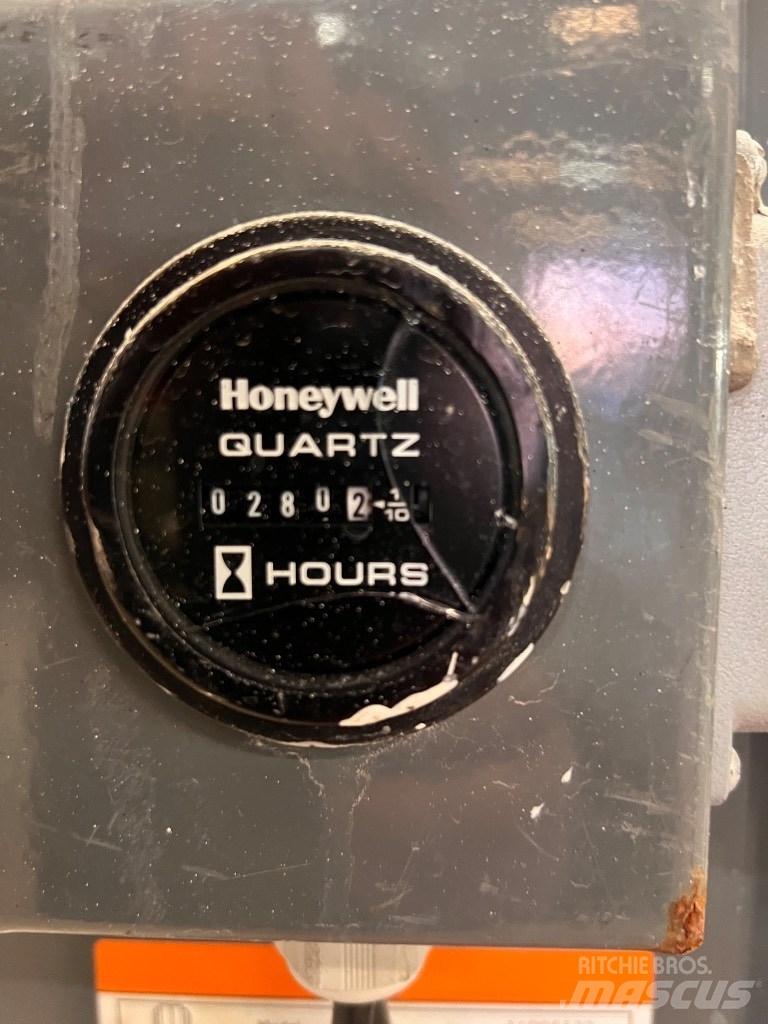 Honeywell
QUARTZ
0 2 8 0 2 1/10
HOURS
RITCHIE BROS.
MASCUS